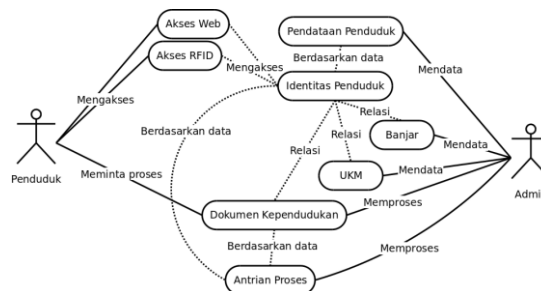 Akses Web
Pendataan Penduduk
Akses RFID
Berdasarkan data
Mengakses
Mendata
Identitas Penduduk
Mengakses
Relasi
Berdasarkan data
Relasi
Banjar
Mendata
Relasi
Penduduk
Meminta proses
UKM
Mendata
Admi
Dokumen Kependudukan
Memproses
Berdasarkan data
Memproses
Antrian Proses